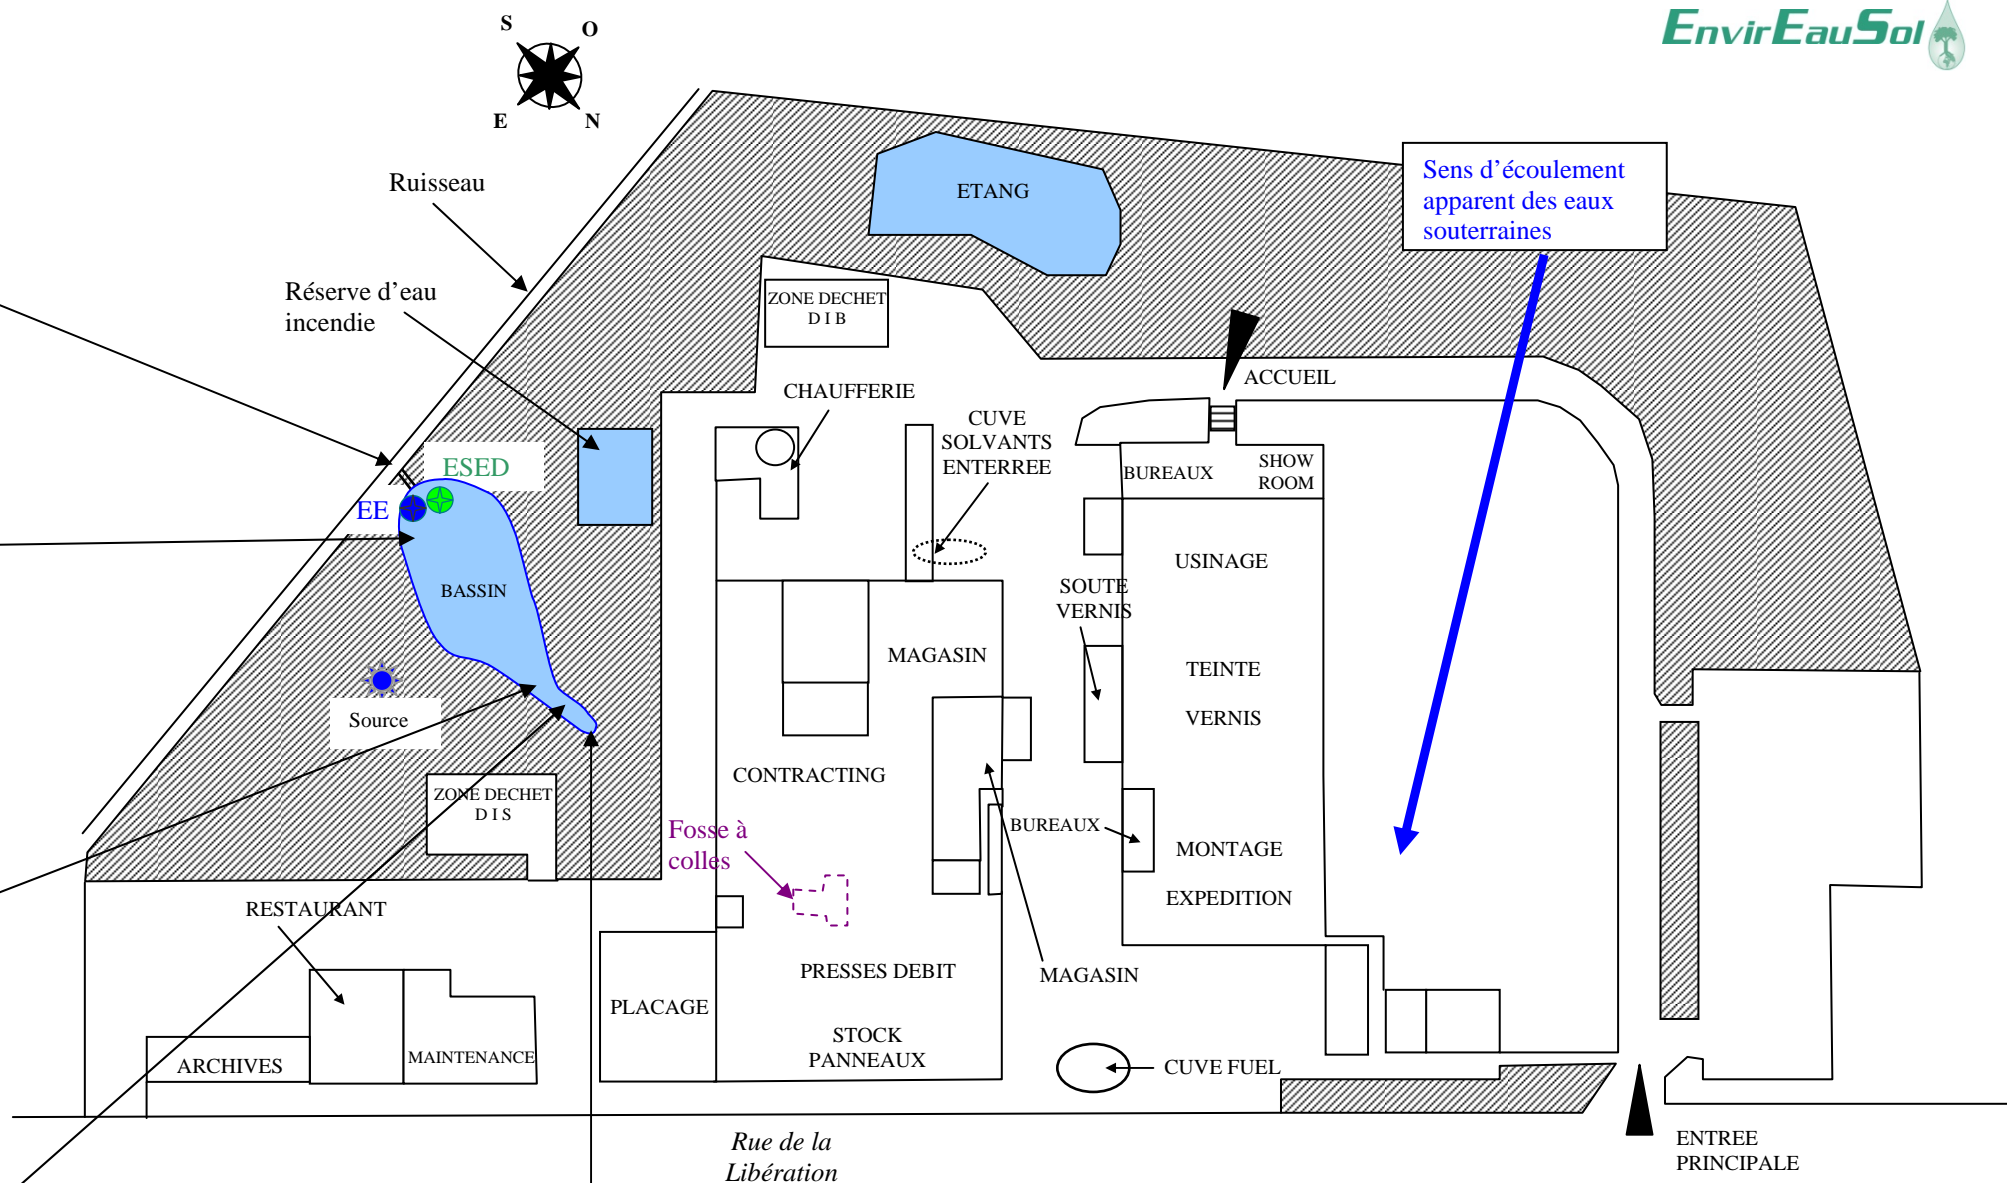 EnvirEauSol
S
O
E
N
Ruisseau
Réserve d'eau
incendie
ETANG
Sens d'écoulement
apparent des eaux
souterraines
ZONE DECHET
D I B
CHAUFFERIE
ACCUEIL
CUVE
SOLVANTS
ENTERREE
BUREAUX
SHOW
ROOM
ESED
EE
BASSIN
USINAGE
SOUTE
VERNIS
MAGASIN
TEINTE
VERNIS
Source
CONTRACTING
ZONE DECHET
D I S
Fosse à
colles
BUREAUX
MONTAGE
EXPEDITION
RESTAURANT
PRESSES DEBIT
MAGASIN
PLACAGE
STOCK
PANNEAUX
ARCHIVES
MAINTENANCE
CUVE FUEL
Rue de la
Libération
ENTREE
PRINCIPALE